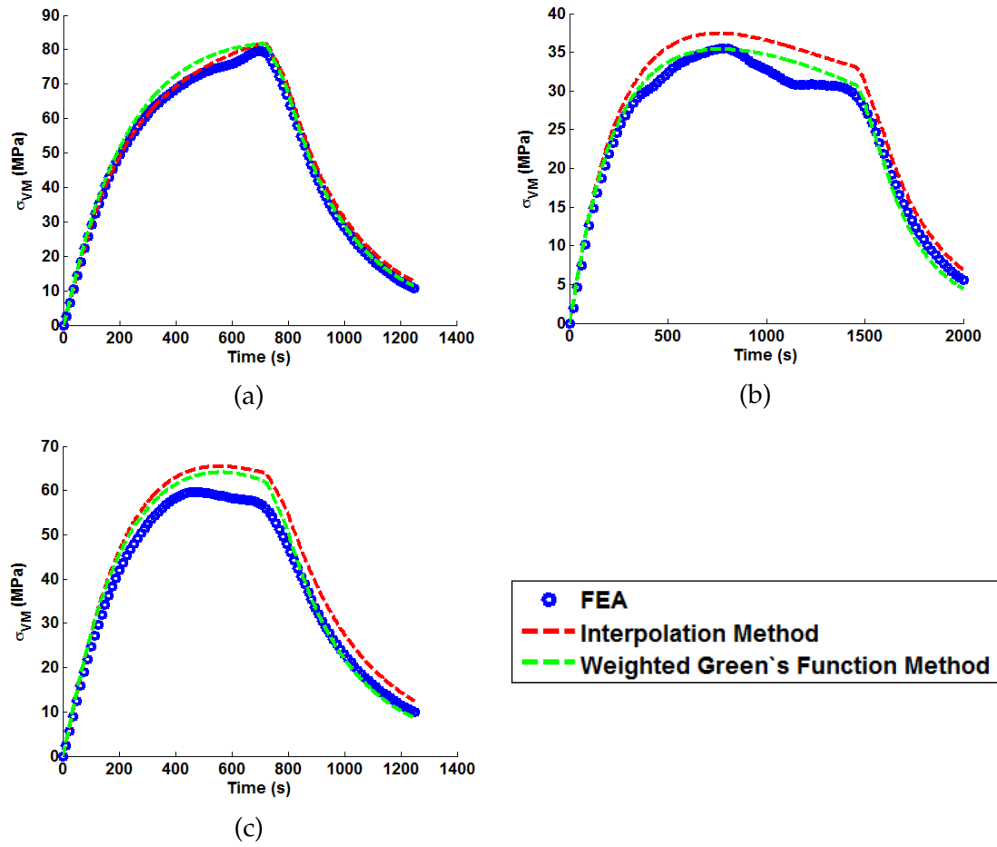 90
80
70
60
50
40
30
20
10
0
σVM (MPa)
0 200 400 600 800 1000 1200 1400
Time (s)
(a)
40
35
30
25
20
15
10
5
0
σVM (MPa)
0 500 1000 1500 2000
Time (s)
(b)
70
60
50
40
30
20
10
0
σVM (MPa)
0 200 400 600 800 1000 1200 1400
Time (s)
(c)
FEA
Interpolation Method
Weighted Green`s Function Method